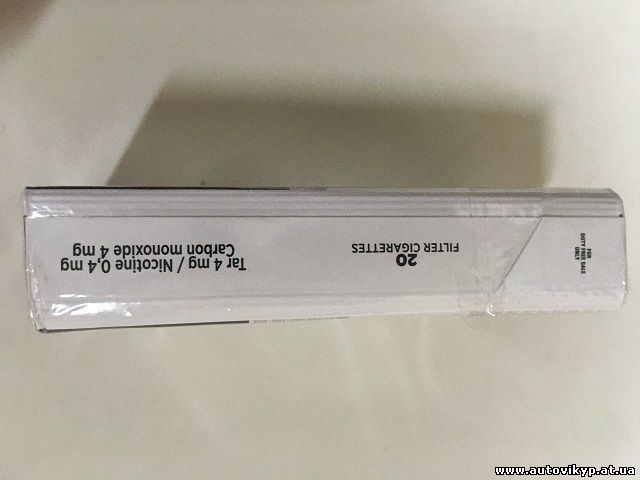 Tar 4 mg / Nicotine 0,4 mg
Carbon monoxide 4 mg
20
FILTER CIGARETTES
FOR
DUTY FREE SALE
ONLY
www.autovikyp.at.ua